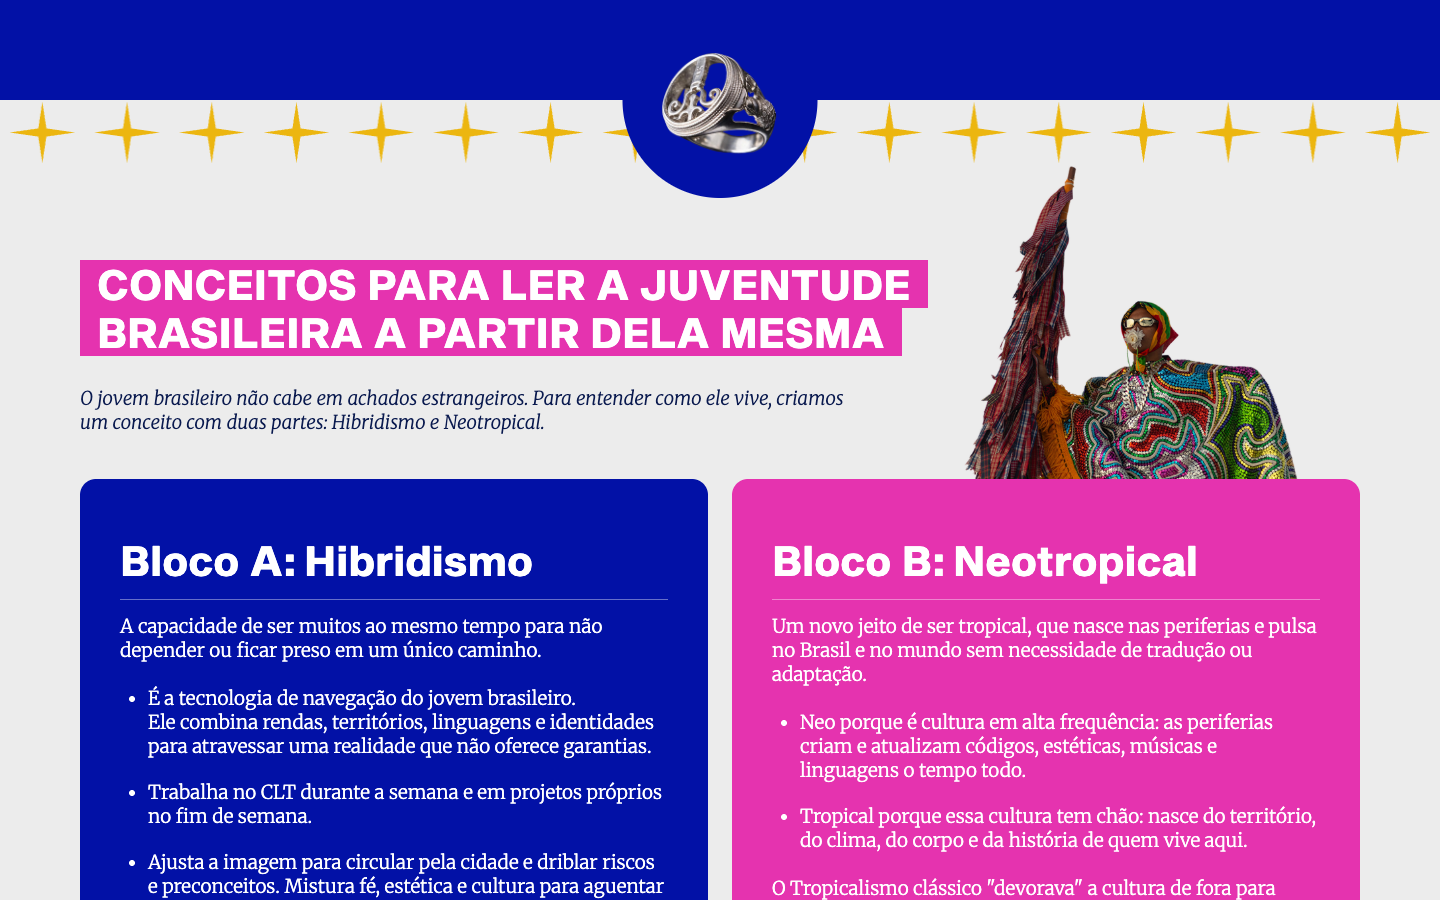 CONCEITOS PARA LER A JUVENTUDE
BRASILEIRA A PARTIR DELA MESMA
O jovem brasileiro não cabe em achados estrangeiros. Para entender como ele vive, criamos
um conceito com duas partes: Hibridismo e Neotropical.
Bloco A: Hibridismo
A capacidade de ser muitos ao mesmo tempo para não
depender ou ficar preso em um único caminho.
• É a tecnologia de navegação do jovem brasileiro.
Ele combina rendas, territórios, linguagens e identidades
para atravessar uma realidade que não oferece garantias.
• Trabalha no CLT durante a semana e em projetos próprios
no fim de semana.
• Ajusta a imagem para circular pela cidade e driblar riscos
e preconceitos. Mistura fé, estética e cultura para aguentar
Bloco B: Neotropical
Um novo jeito de ser tropical, que nasce nas periferias e pulsa
no Brasil e no mundo sem necessidade de tradução ou
adaptação.
• Neo porque é cultura em alta frequência: as periferias
criam e atualizam códigos, estéticas, músicas e
linguagens o tempo todo.
• Tropical porque essa cultura tem chão: nasce do território,
do clima, do corpo e da história de quem vive aqui.
O Tropicalismo clássico "devorava" a cultura de fora para